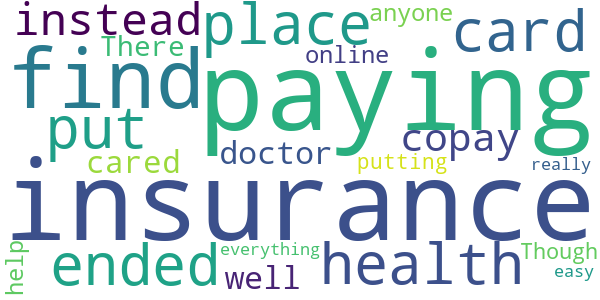 instead place anyone card
There online
find paying
put copay
cared doctor putting really
insurance
help ended everything health Though
well easy